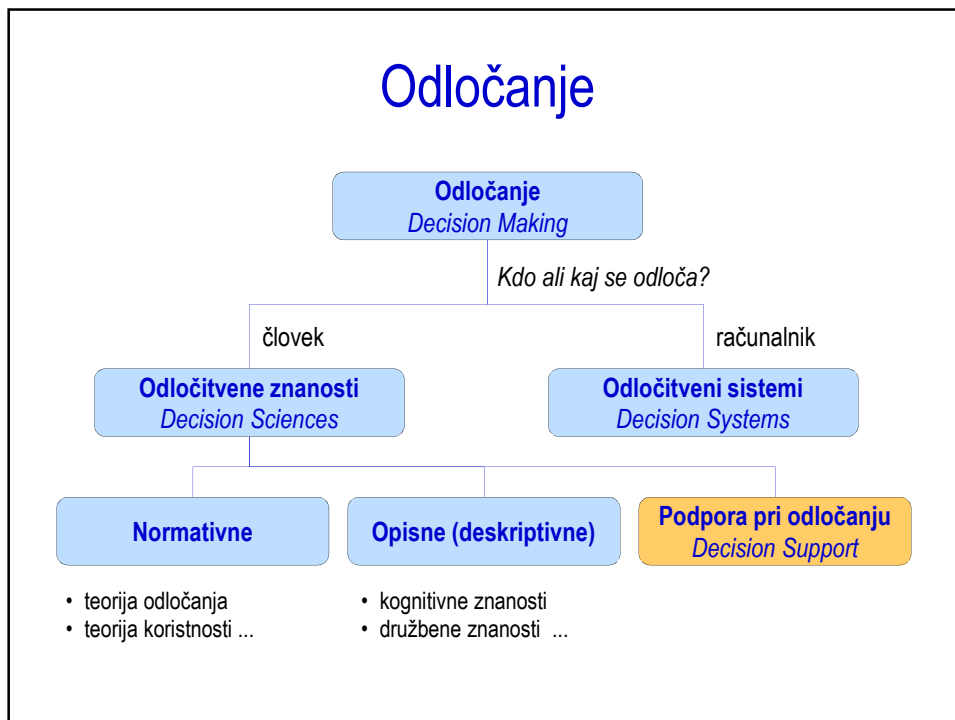 Odločanje
Odločanje
Decision Making
Kdo ali kaj se odloča?
človek
računalnik
Odločitvene znanosti
Decision Sciences
Odločitveni sistemi
Decision Systems
Normativne
Opisne (deskriptivne)
Podpora pri odločanju
Decision Support
• teorija odločanja
• teorija koristnosti ...
• kognitivne znanosti
• družbene znanosti ...